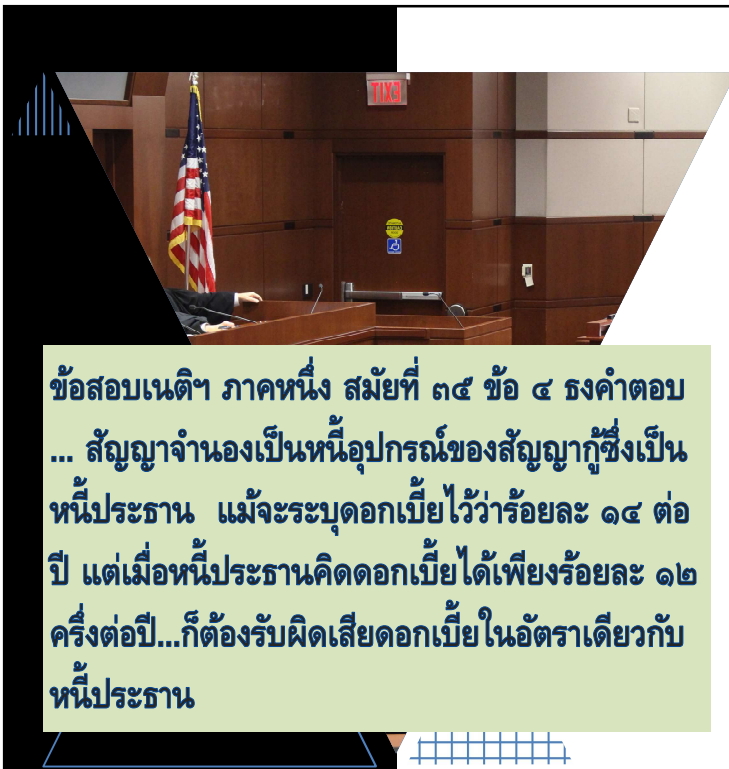 EXIT
ข้อสอบเนติฯ ภาคหนึ่ง สมัยที่ ๓๕ ข้อ ๔ ธงคำตอบ
... สัญญาจำนองเป็นหนี้อุปกรณ์ของสัญญากู้ซึ่งเป็น
หนี้ประธาน แม้จะระบุดอกเบี้ยไว้ว่าร้อยละ ๑๔ ต่อ
ปี แต่เมื่อหนี้ประธานคิดดอกเบี้ยได้เพียงร้อยละ ๑๒
ครึ่งต่อปี...ก็ต้องรับผิดเสียดอกเบี้ยในอัตราเดียวกับ
หนี้ประธาน